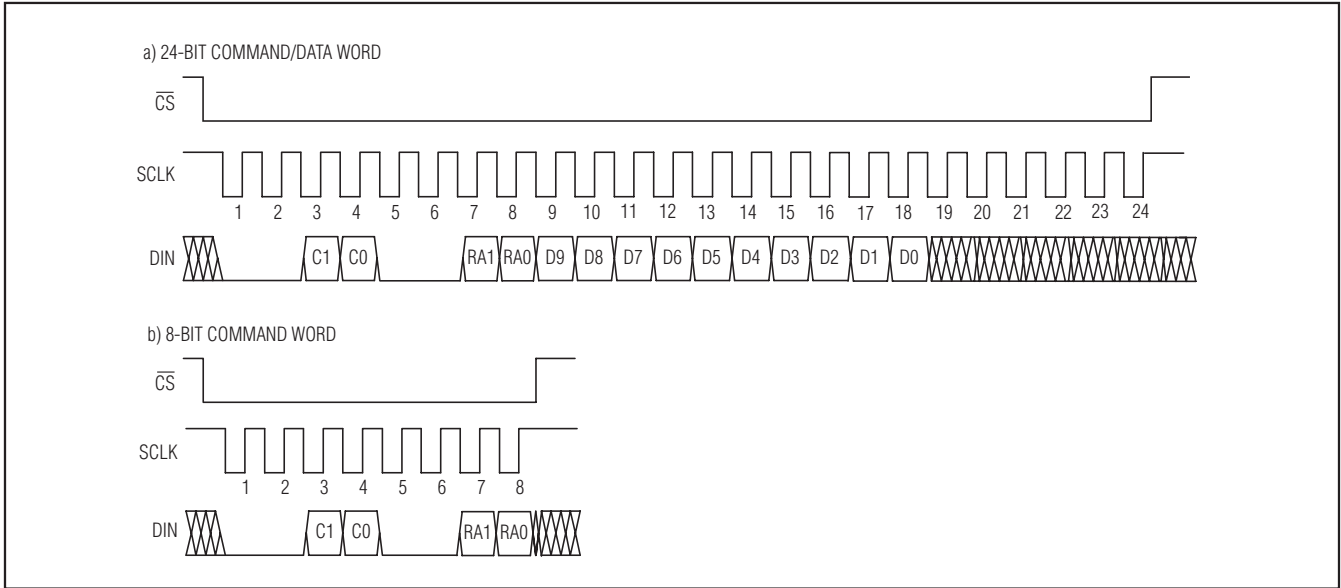 a) 24-BIT COMMAND/DATA WORD
CS
SCLK
1 2 3 4 5 6 7 8 9 10 11 12 13 14 15 16 17 18 19 20 21 22 23 24
DIN C1 C0 RA1 RA0 D9 D8 D7 D6 D5 D4 D3 D2 D1 D0
b) 8-BIT COMMAND WORD
CS
SCLK
1 2 3 4 5 6 7 8
DIN C1 C0 RA1 RA0